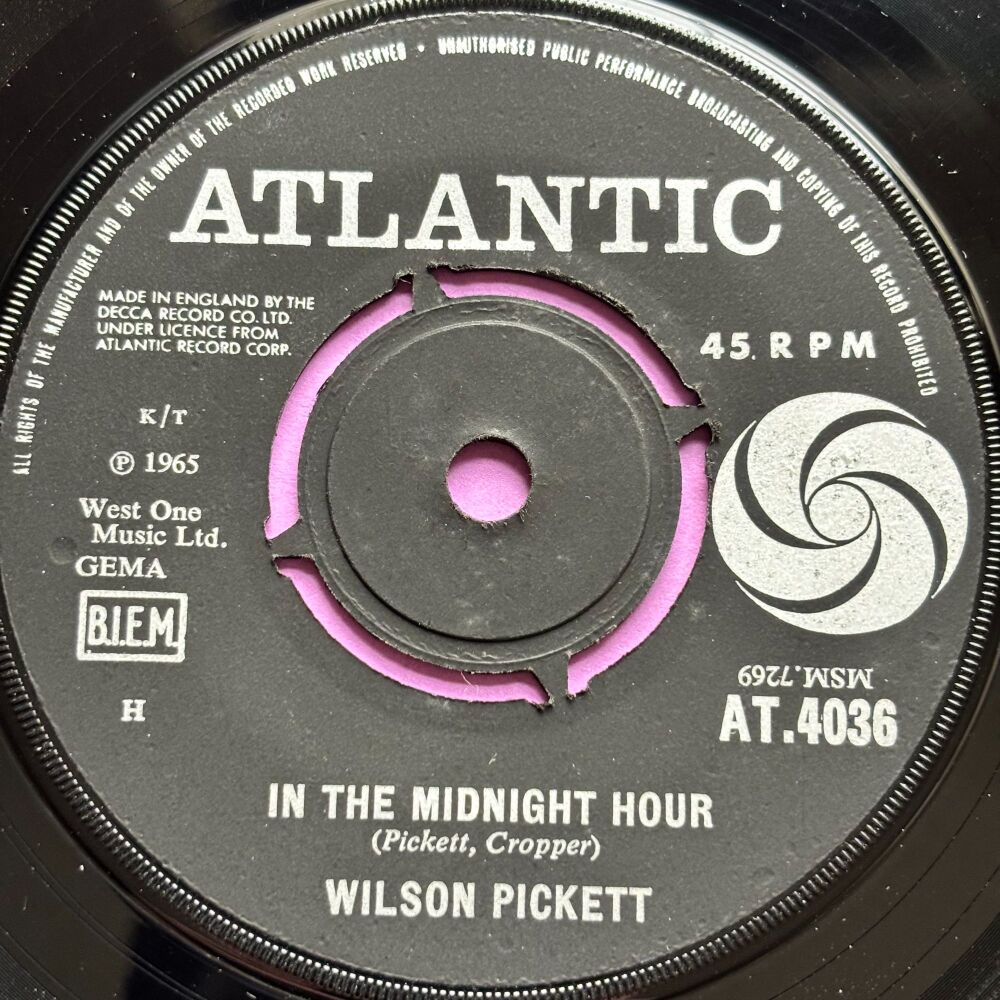 ALL RIGHTS OF THE MANUFACTURER AND OF THE OWNER OF THE RECORDED WORK RESERVED • UNAUTHORISED PUBLIC PERFORMANCE BROADCASTING AND COPYING OF THIS RECORD PROHIBITED
ATLANTIC
MADE IN ENGLAND BY THE
DECCA RECORD CO. LTD.
UNDER LICENCE FROM
ATLANTIC RECORD CORP.
45. RPM
K/T
℗ 1965
West One
Music Ltd.
GEMA
B.I.E.M.
H
MSM.7269
AT.4036
IN THE MIDNIGHT HOUR
(Pickett, Cropper)
WILSON PICKETT